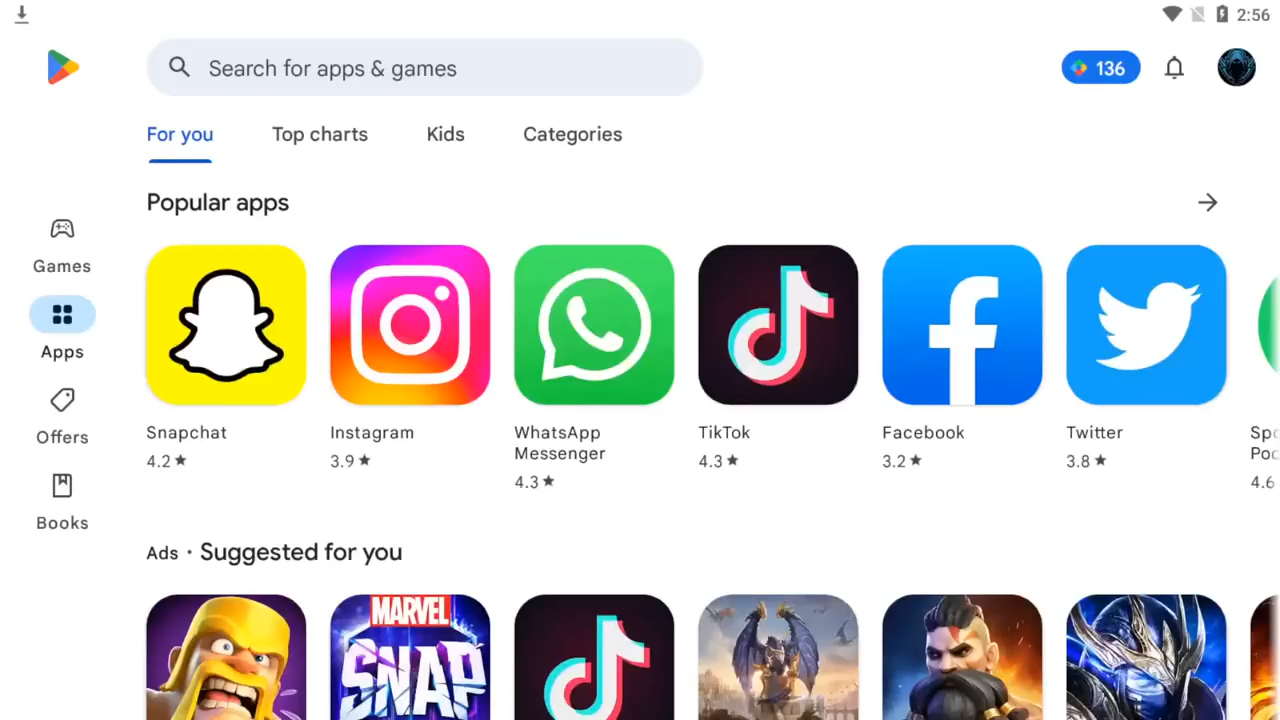 2:56
Search for apps & games
136
For you
Top charts
Kids
Categories
Games
Apps
Offers
Books
Popular apps
Snapchat
4.2 ★
Instagram
3.9 ★
WhatsApp
Messenger
4.3 ★
TikTok
4.3 ★
Facebook
3.2 ★
Twitter
3.8 ★
4.6
Ads • Suggested for you
MARVEL
SNAP